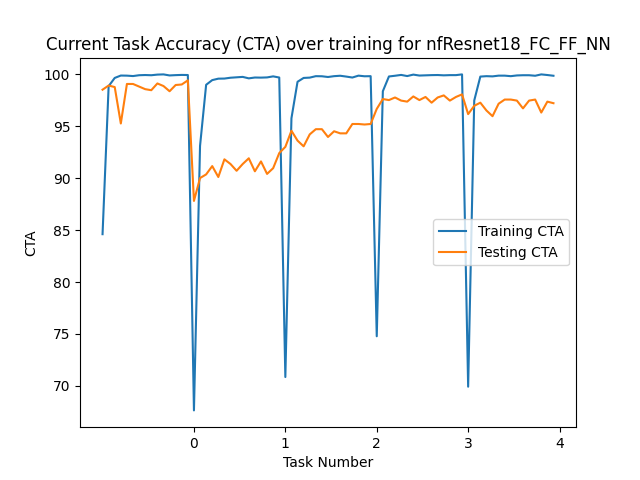 Current Task Accuracy (CTA) over training for nfResnet18_FC_FF_NN
100
95
90
85
80
75
70
CTA
Training CTA
Testing CTA
0 1 2 3 4
Task Number